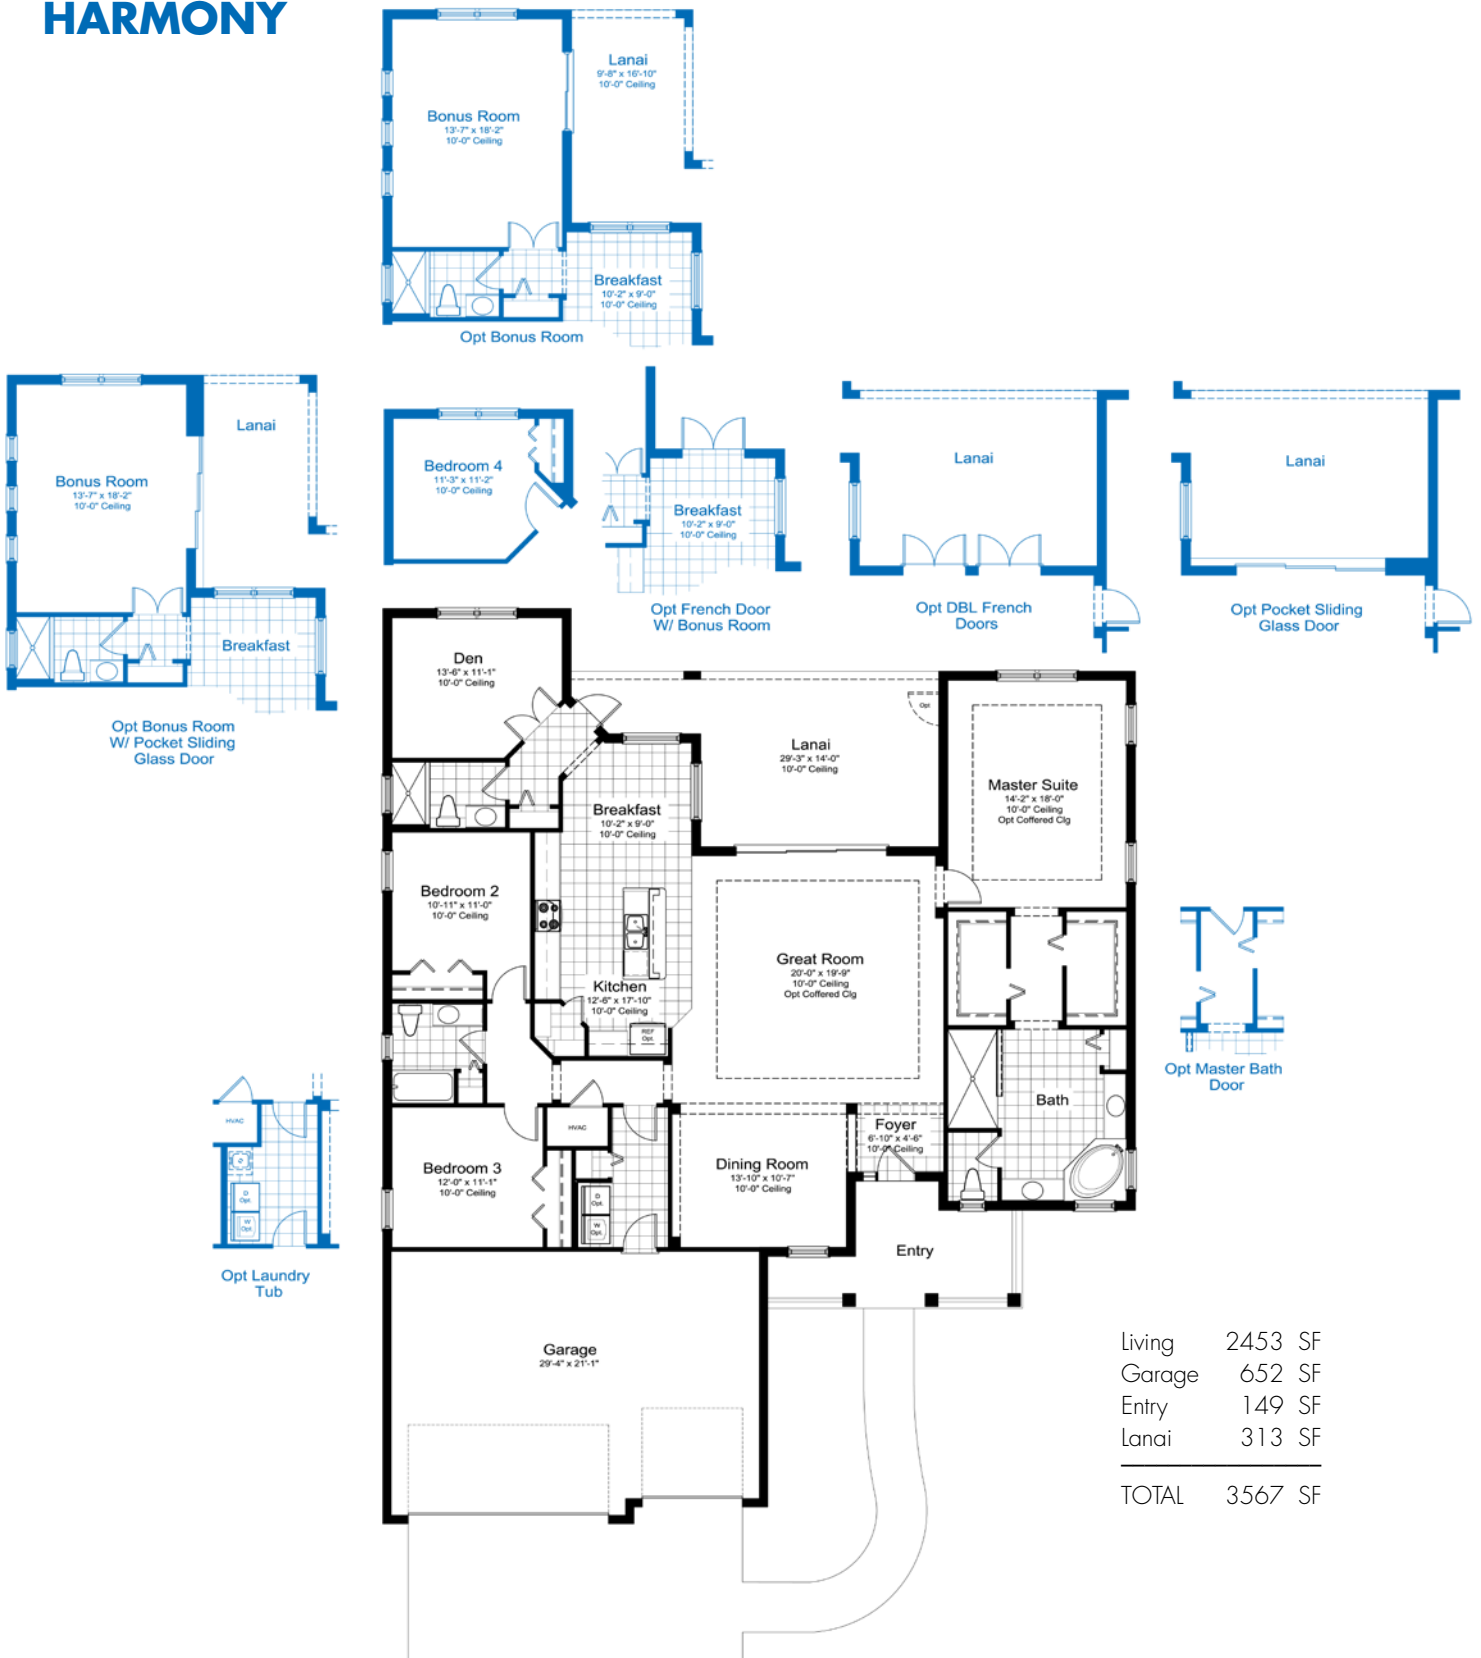 HARMONY
Lanai
9'-8" x 16'-10"
10'-0" Ceiling
Bonus Room
13'-7" x 18'-2"
10'-0" Ceiling
Breakfast
10'-2" x 9'-0"
10'-0" Ceiling
Opt Bonus Room
Lanai
Bonus Room
13'-7" x 18'-2"
10'-0" Ceiling
Breakfast
Opt Bonus Room
W/ Pocket Sliding
Glass Door
Bedroom 4
11'-3" x 11'-2"
10'-0" Ceiling
Breakfast
10'-2" x 9'-0"
10'-0" Ceiling
Opt French Door
W/ Bonus Room
Lanai
Opt DBL French
Doors
Lanai
Opt Pocket Sliding
Glass Door
Den
13'-6" x 11'-1"
10'-0" Ceiling
Opt
Lanai
29'-3" x 14'-0"
10'-0" Ceiling
Master Suite
14'-2" x 18'-0"
10'-0" Ceiling
Opt Coffered Clg
Breakfast
10'-2" x 9'-0"
10'-0" Ceiling
Bedroom 2
10'-11" x 11'-0"
10'-0" Ceiling
Great Room
20'-0" x 19'-9"
10'-0" Ceiling
Opt Coffered Clg
Kitchen
12'-6" x 17'-10"
10'-0" Ceiling
REF
Opt.
Opt Master Bath
Door
Bath
HVAC
D
Opt.
W
Opt.
Opt Laundry
Tub
HVAC
Foyer
6'-10" x 4'-6"
10'-0" Ceiling
Bedroom 3
12'-0" x 11'-1"
10'-0" Ceiling
Dining Room
13'-10" x 10'-7"
10'-0" Ceiling
D
Opt.
W
Opt.
Entry
Garage
29'-4" x 21'-1"
Living 2453 SF
Garage 652 SF
Entry 149 SF
Lanai 313 SF
TOTAL 3567 SF